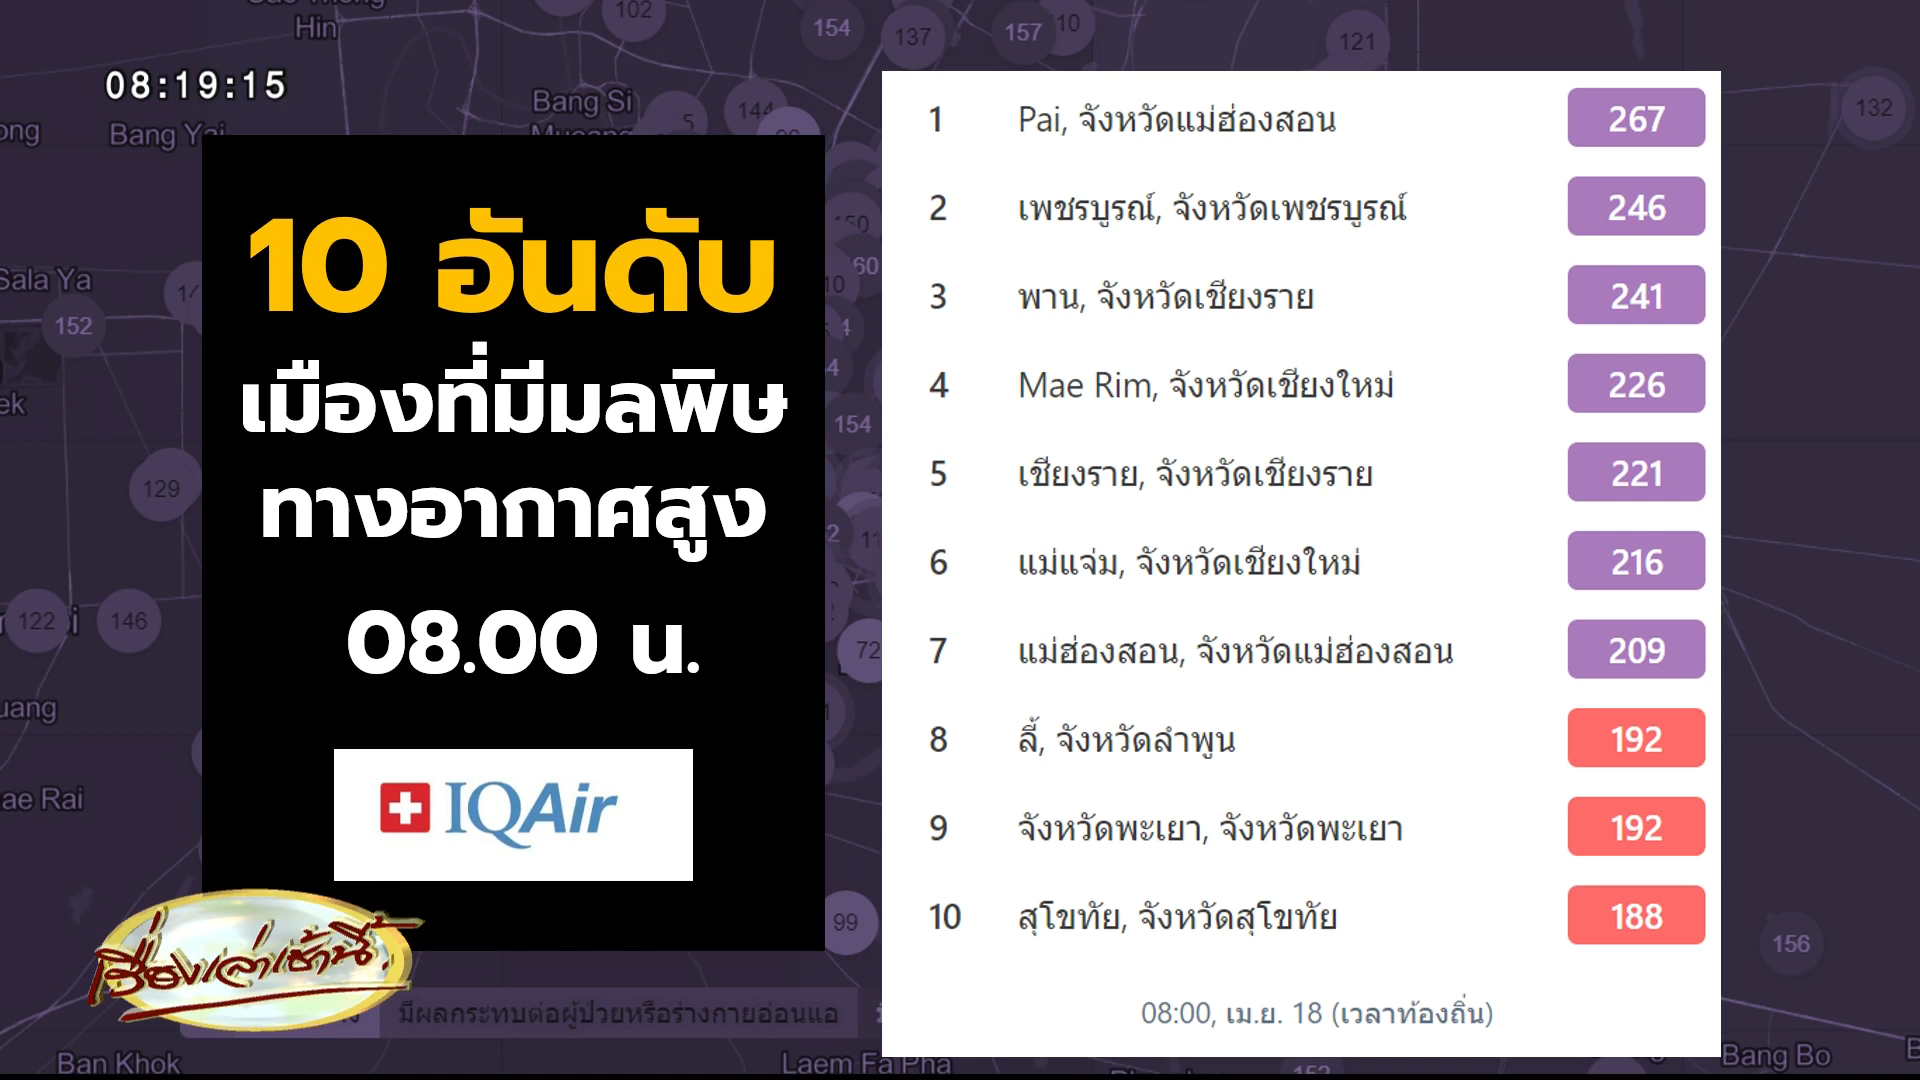 Hin
102
154
137
157
10
121
08:19:15
Bang Si
144
132
ong
Bang Yai
10 อันดับ
เมืองที่มีมลพิษ
ทางอากาศสูง
08.00 น.
IQAir
1 Pai, จังหวัดแม่ฮ่องสอน 267
2 เพชรบูรณ์, จังหวัดเพชรบูรณ์ 246
3 พาน, จังหวัดเชียงราย 241
4 Mae Rim, จังหวัดเชียงใหม่ 226
5 เชียงราย, จังหวัดเชียงราย 221
6 แม่แจ่ม, จังหวัดเชียงใหม่ 216
7 แม่ฮ่องสอน, จังหวัดแม่ฮ่องสอน 209
8 ลี้, จังหวัดลำพูน 192
9 จังหวัดพะเยา, จังหวัดพะเยา 192
10 สุโขทัย, จังหวัดสุโขทัย 188
08:00, เม.ย. 18 (เวลาท้องถิ่น)
Sala Ya
152
ek
154
129
122
146
72
uang
ae Rai
99
156
เรื่องเล่าเช้านี้
มีผลกระทบต่อผู้ป่วยหรือร่างกายอ่อนแอ
Ban Khok
Laem Fa Pha
152
Bang Bo